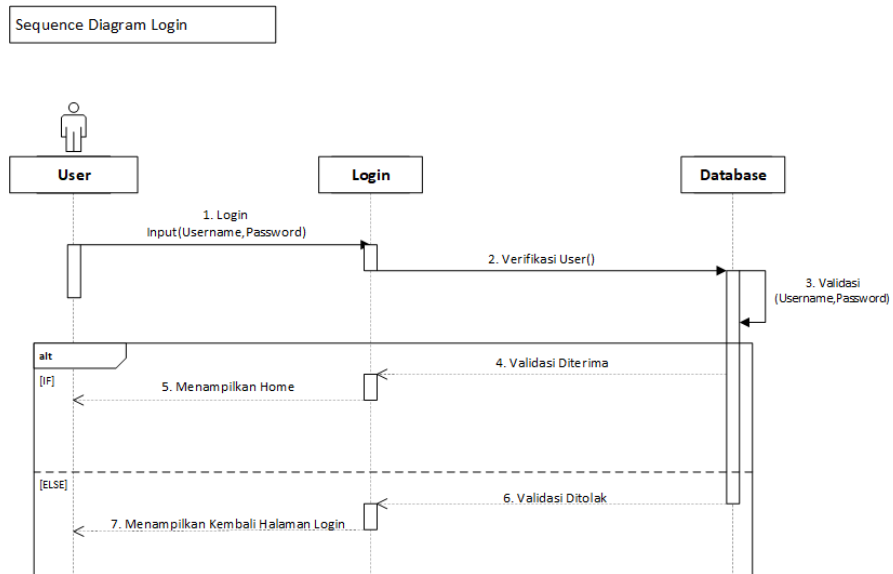 Sequence Diagram Login
User
Login
Database
1. Login
Input(Username,Password)
2. Verifikasi User()
3. Validasi
(Username,Password)
alt
[IF]
4. Validasi Diterima
5. Menampilkan Home
[ELSE]
6. Validasi Ditolak
7. Menampilkan Kembali Halaman Login